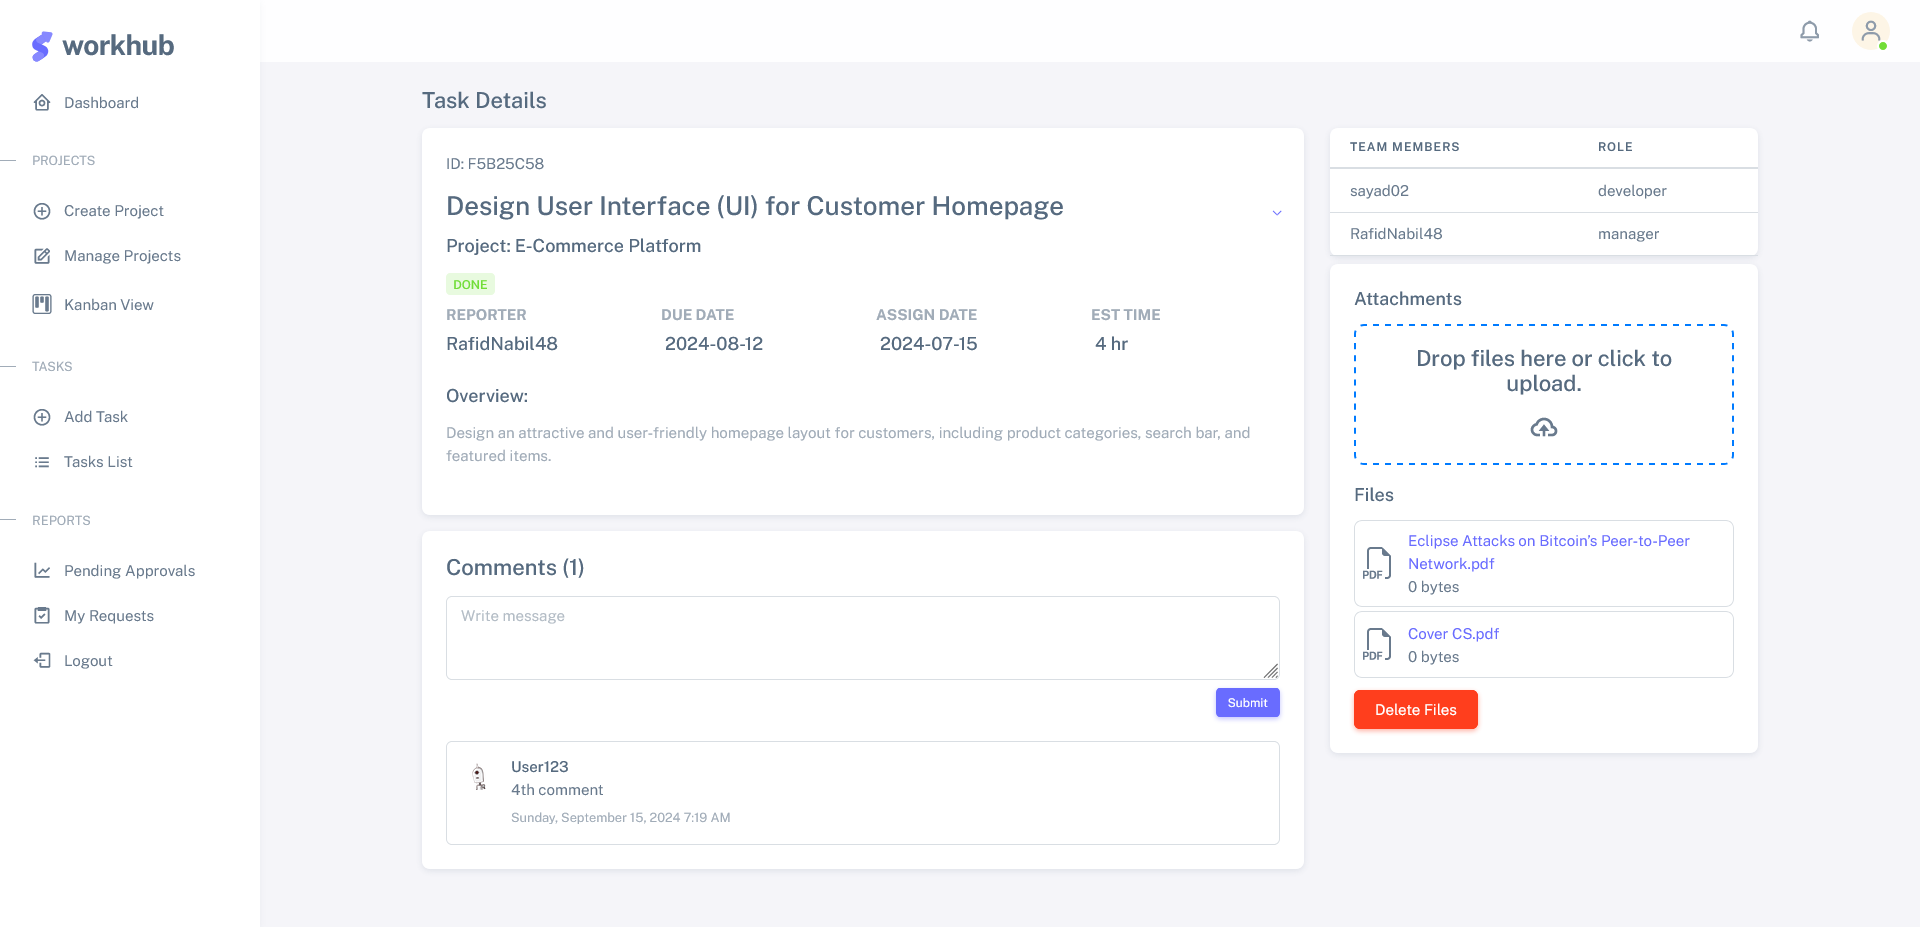 workhub
Dashboard
PROJECTS
Create Project
Manage Projects
Kanban View
TASKS
Add Task
Tasks List
REPORTS
Pending Approvals
My Requests
Logout
Task Details
ID: F5B25C58
Design User Interface (UI) for Customer Homepage
Project: E-Commerce Platform
DONE
REPORTER DUE DATE ASSIGN DATE EST TIME
RafidNabil48 2024-08-12 2024-07-15 4 hr
Overview:
Design an attractive and user-friendly homepage layout for customers, including product categories, search bar, and
featured items.
Comments (1)
Write message
Submit
User123
4th comment
Sunday, September 15, 2024 7:19 AM
TEAM MEMBERS ROLE
sayad02 developer
RafidNabil48 manager
Attachments
Drop files here or click to
upload.
Files
Eclipse Attacks on Bitcoin's Peer-to-Peer
Network.pdf
PDF
0 bytes
Cover CS.pdf
PDF
0 bytes
Delete Files